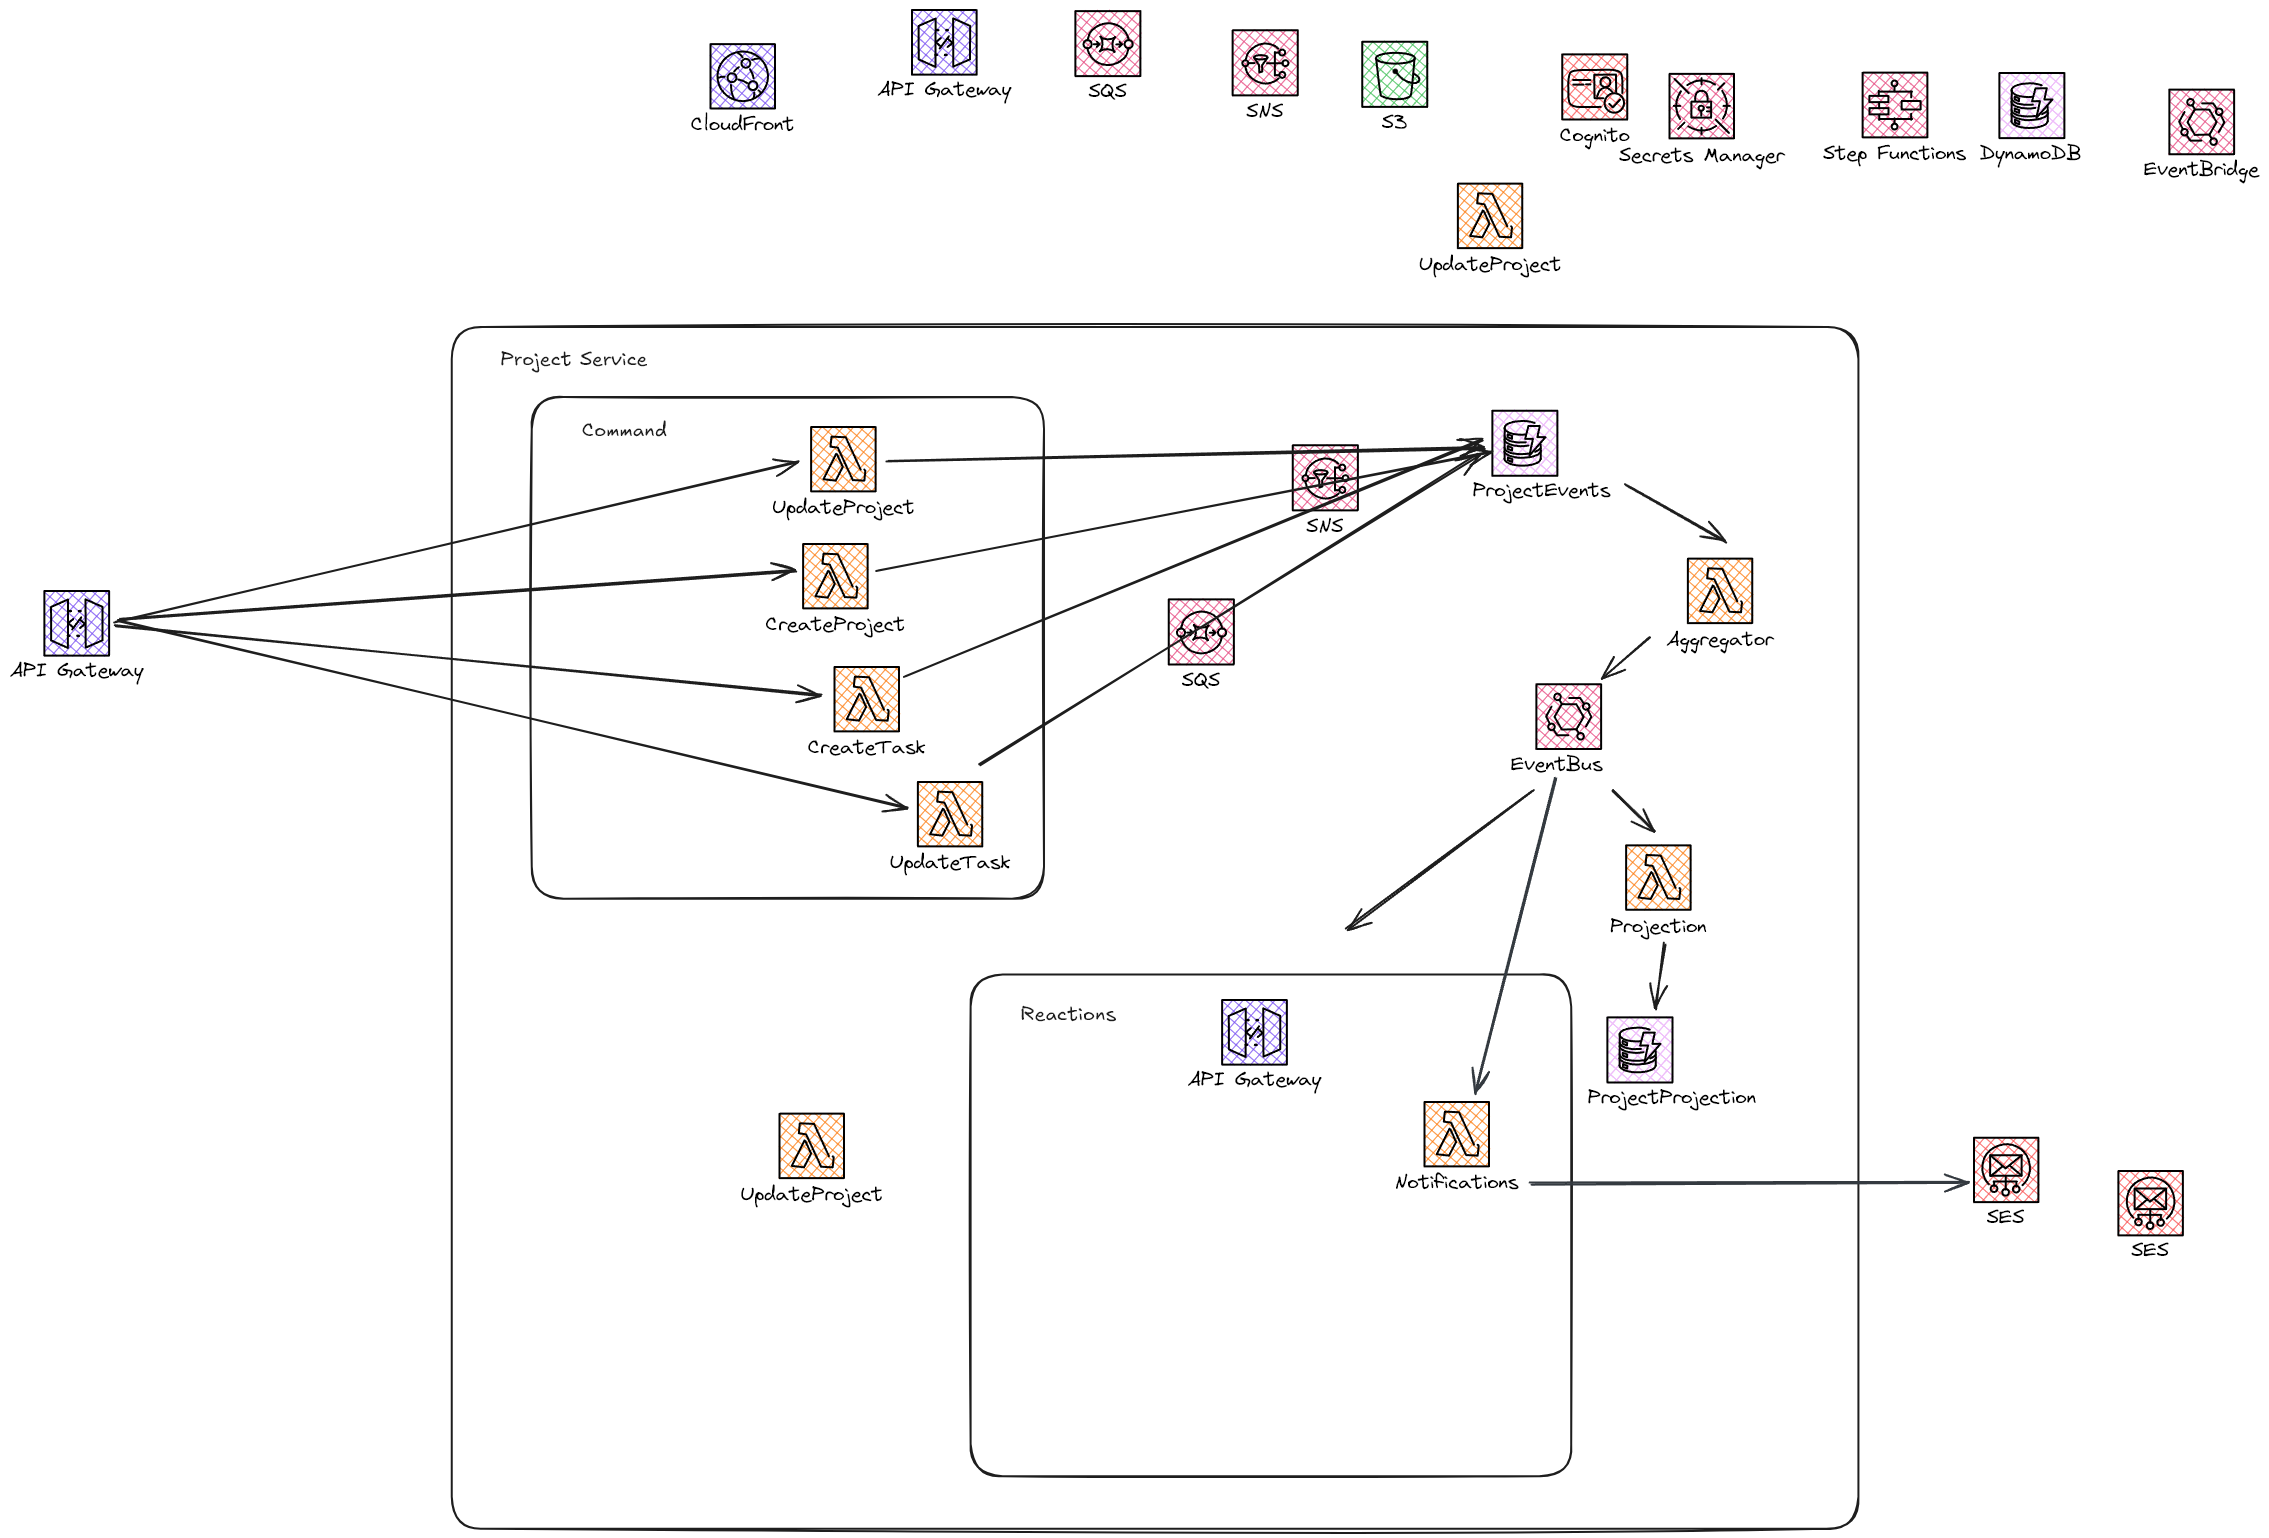 CloudFront
API Gateway
SQS
SNS
S3
Cognito
Secrets Manager
Step Functions
DynamoDB
EventBridge
UpdateProject
Project Service
Command
UpdateProject
CreateProject
CreateTask
UpdateTask
API Gateway
SNS
SQS
ProjectEvents
Aggregator
EventBus
Projection
ProjectProjection
Reactions
API Gateway
Notifications
UpdateProject
SES
SES